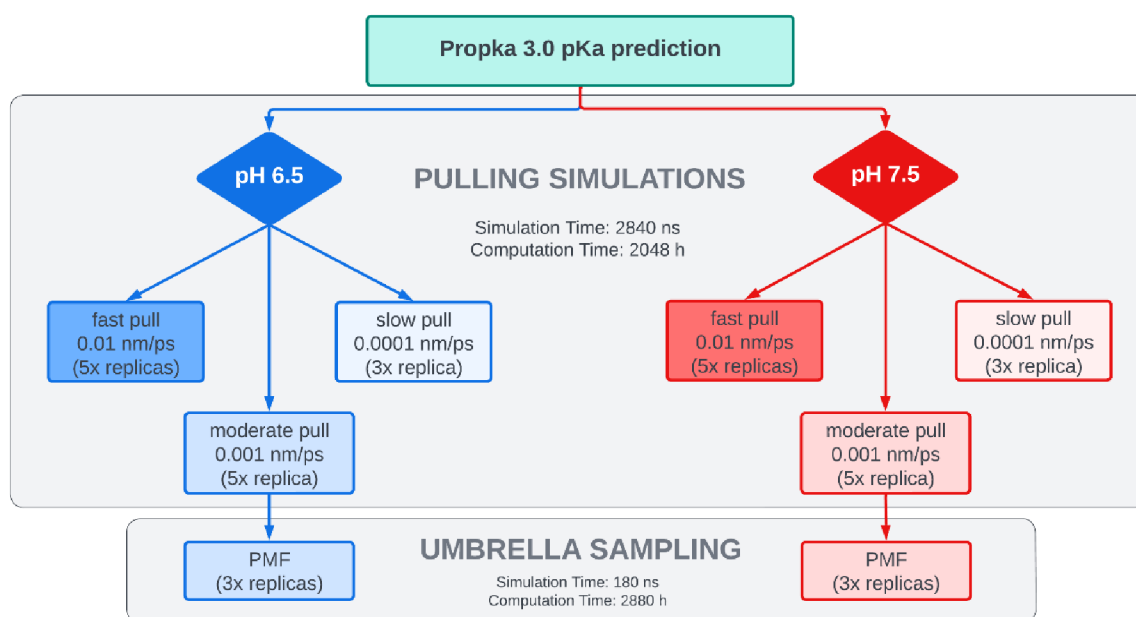 Propka 3.0 pKa prediction
pH 6.5
PULLING SIMULATIONS
pH 7.5
Simulation Time: 2840 ns
Computation Time: 2048 h
fast pull
0.01 nm/ps
(5x replicas)
slow pull
0.0001 nm/ps
(3x replica)
fast pull
0.01 nm/ps
(5x replicas)
slow pull
0.0001 nm/ps
(3x replica)
moderate pull
0.001 nm/ps
(5x replica)
moderate pull
0.001 nm/ps
(5x replica)
PMF
(3x replicas)
UMBRELLA SAMPLING
Simulation Time: 180 ns
Computation Time: 2880 h
PMF
(3x replicas)